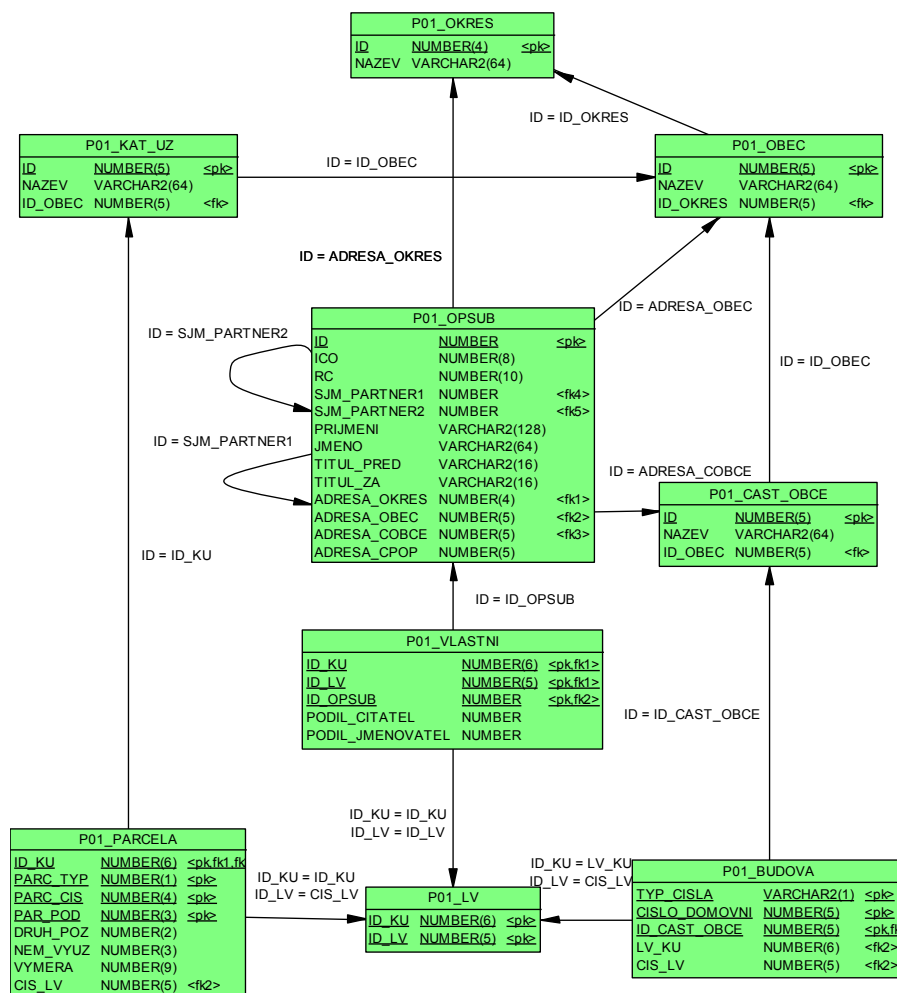 P01_OKRES
ID NUMBER(4) <pk>
NAZEV VARCHAR2(64)
ID = ID_OKRES
P01_KAT_UZ
ID NUMBER(5) <pk>
NAZEV VARCHAR2(64)
ID_OBEC NUMBER(5) <fk>
ID = ID_OBEC
P01_OBEC
ID NUMBER(5) <pk>
NAZEV VARCHAR2(64)
ID_OKRES NUMBER(5) <fk>
ID = ADRESA_OKRES
ID = ADRESA_OBEC
P01_OPSUB
ID NUMBER <pk>
ICO NUMBER(8)
RC NUMBER(10)
SJM_PARTNER1 NUMBER <fk4>
SJM_PARTNER2 NUMBER <fk5>
PRIJMENI VARCHAR2(128)
JMENO VARCHAR2(64)
TITUL_PRED VARCHAR2(16)
TITUL_ZA VARCHAR2(16)
ADRESA_OKRES NUMBER(4) <fk1>
ADRESA_OBEC NUMBER(5) <fk2>
ADRESA_COBCE NUMBER(5) <fk3>
ADRESA_CPOP NUMBER(5)
ID = SJM_PARTNER2
ID = SJM_PARTNER1
ID = ID_OBEC
ID = ADRESA_COBCE
P01_CAST_OBCE
ID NUMBER(5) <pk>
NAZEV VARCHAR2(64)
ID_OBEC NUMBER(5) <fk>
ID = ID_KU
ID = ID_OPSUB
P01_VLASTNI
ID_KU NUMBER(6) <pk,fk1>
ID_LV NUMBER(5) <pk,fk1>
ID_OPSUB NUMBER <pk,fk2>
PODIL_CITATEL NUMBER
PODIL_JMENOVATEL NUMBER
ID = ID_CAST_OBCE
ID_KU = ID_KU
ID_LV = ID_LV
P01_PARCELA
ID_KU NUMBER(6) <pk,fk1,fk
PARC_TYP NUMBER(1) <pk>
PARC_CIS NUMBER(4) <pk>
PAR_POD NUMBER(3) <pk>
DRUH_POZ NUMBER(2)
NEM_VYUZ NUMBER(3)
VYMERA NUMBER(9)
CIS_LV NUMBER(5) <fk2>
ID_KU = ID_KU
ID_LV = CIS_LV
P01_LV
ID_KU NUMBER(6) <pk>
ID_LV NUMBER(5) <pk>
ID_KU = LV_KU
ID_LV = CIS_LV
P01_BUDOVA
TYP_CISLA VARCHAR2(1) <pk>
CISLO_DOMOVNI NUMBER(5) <pk>
ID_CAST_OBCE NUMBER(5) <pk,fk
LV_KU NUMBER(6) <fk2>
CIS_LV NUMBER(5) <fk2>